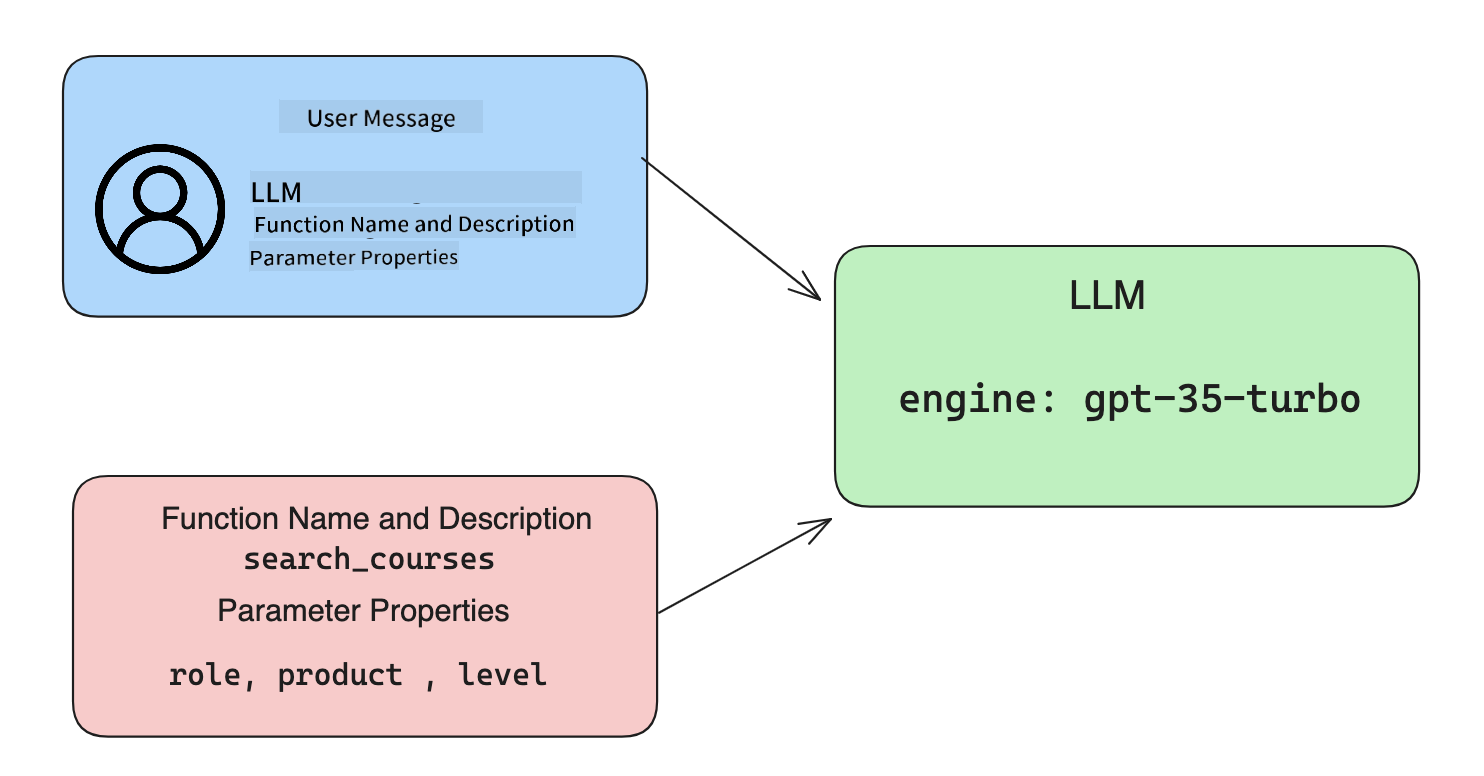 User Message
LLM
Function Name and Description
Parameter Properties
LLM
engine: gpt-35-turbo
Function Name and Description
search_courses
Parameter Properties
role, product , level